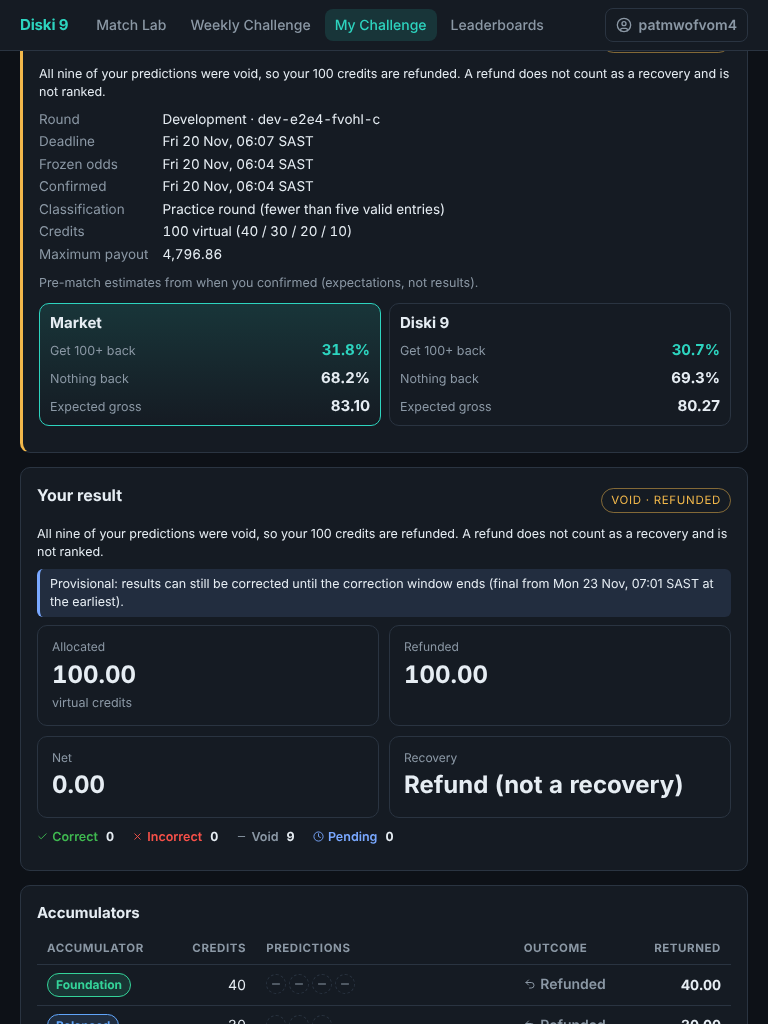 Diski 9 Match Lab Weekly Challenge My Challenge Leaderboards patmwofvom4
All nine of your predictions were void, so your 100 credits are refunded. A refund does not count as a recovery and is
not ranked.
Round Development · dev-e2e4-fvohl-c
Deadline Fri 20 Nov, 06:07 SAST
Frozen odds Fri 20 Nov, 06:04 SAST
Confirmed Fri 20 Nov, 06:04 SAST
Classification Practice round (fewer than five valid entries)
Credits 100 virtual (40 / 30 / 20 / 10)
Maximum payout 4,796.86
Pre-match estimates from when you confirmed (expectations, not results).
Market
Get 100+ back 31.8%
Nothing back 68.2%
Expected gross 83.10
Diski 9
Get 100+ back 30.7%
Nothing back 69.3%
Expected gross 80.27
Your result
VOID · REFUNDED
All nine of your predictions were void, so your 100 credits are refunded. A refund does not count as a recovery and is
not ranked.
Provisional: results can still be corrected until the correction window ends (final from Mon 23 Nov, 07:01 SAST at
the earliest).
Allocated
100.00
virtual credits
Refunded
100.00
Net
0.00
Recovery
Refund (not a recovery)
Correct 0 Incorrect 0 Void 9 Pending 0
Accumulators
ACCUMULATOR CREDITS PREDICTIONS OUTCOME RETURNED
Foundation 40 Refunded 40.00
Balanced 30 Refunded 30.00